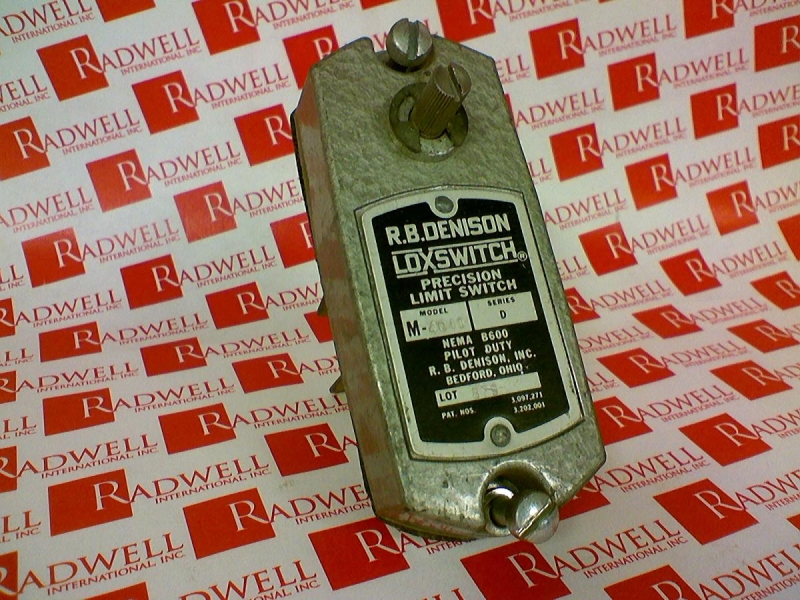 R.B.DENISON
LOXSWITCH®
PRECISION
LIMIT SWITCH
MODEL SERIES
M- D
NEMA B600
PILOT DUTY
R. B. DENISON, INC.
BEDFORD, OHIO
LOT
PAT. NOS. 3,097,271
3,202,001
RADWELL
INTERNATIONAL, INC